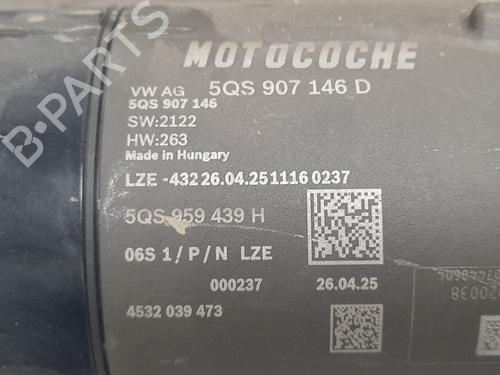 MOTOCOCHE
VW AG 5QS 907 146 D
5QS 907 146
SW:2122
HW:263
Made in Hungary
LZE -432 26.04.25 1116 0237
5QS 959 439 H
06S 1/P/N LZE
000237 26.04.25
4532 039 473
B-Parts